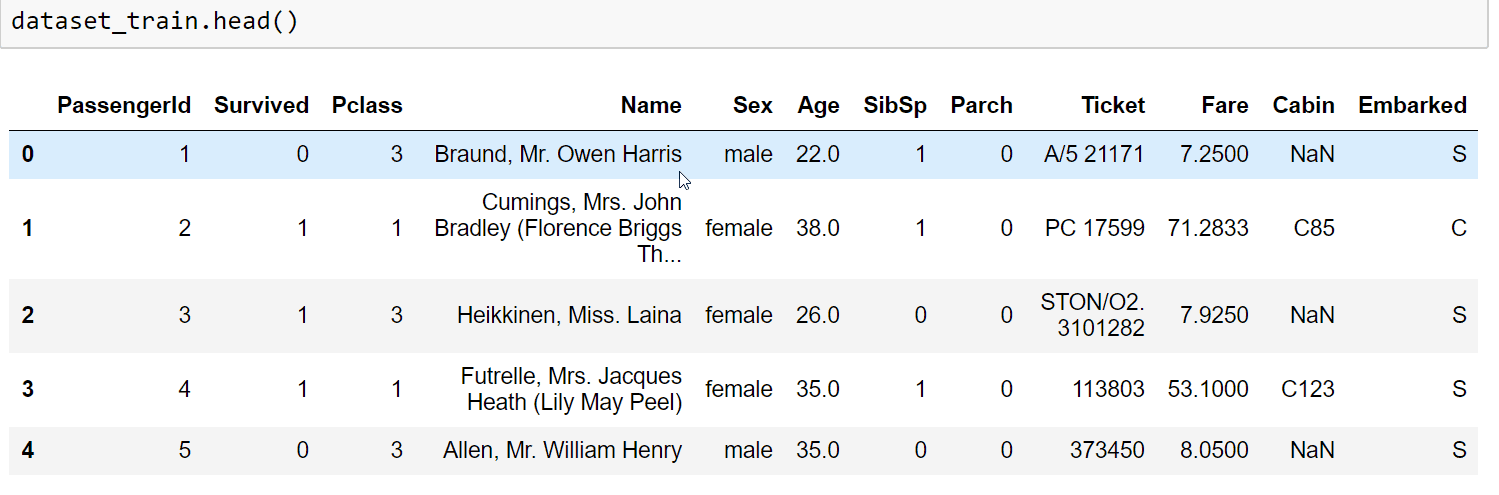 dataset_train.head()
PassengerId Survived Pclass Name Sex Age SibSp Parch Ticket Fare Cabin Embarked
0 1 0 3 Braund, Mr. Owen Harris male 22.0 1 0 A/5 21171 7.2500 NaN S
Cumings, Mrs. John
1 2 1 1 Bradley (Florence Briggs female 38.0 1 0 PC 17599 71.2833 C85 C
Th...
2 3 1 3 Heikkinen, Miss. Laina female 26.0 0 0 STON/O2. 7.9250 NaN S
3101282
3 4 1 1 Futrelle, Mrs. Jacques female 35.0 1 0 113803 53.1000 C123 S
Heath (Lily May Peel)
4 5 0 3 Allen, Mr. William Henry male 35.0 0 0 373450 8.0500 NaN S